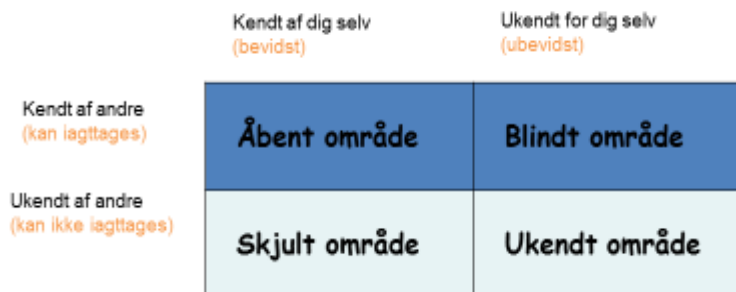 Kendt af dig selv
(bevidst)
Ukendt for dig selv
(ubevidst)
Kendt af andre
(kan iagttages)
Åbent område
Blindt område
Ukendt af andre
(kan ikke iagttages)
Skjult område
Ukendt område